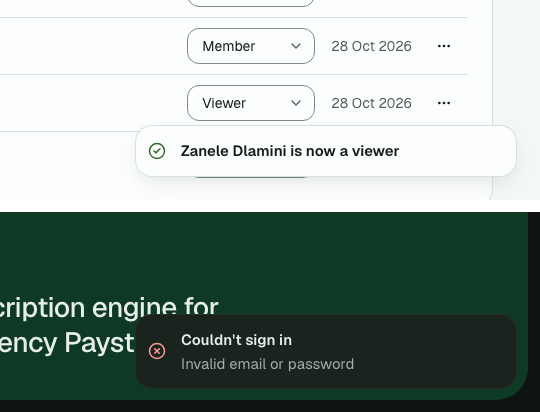 Member 28 Oct 2026
Viewer 28 Oct 2026
Zanele Dlamini is now a viewer
cription engine for
ency Payst
Couldn't sign in
Invalid email or password